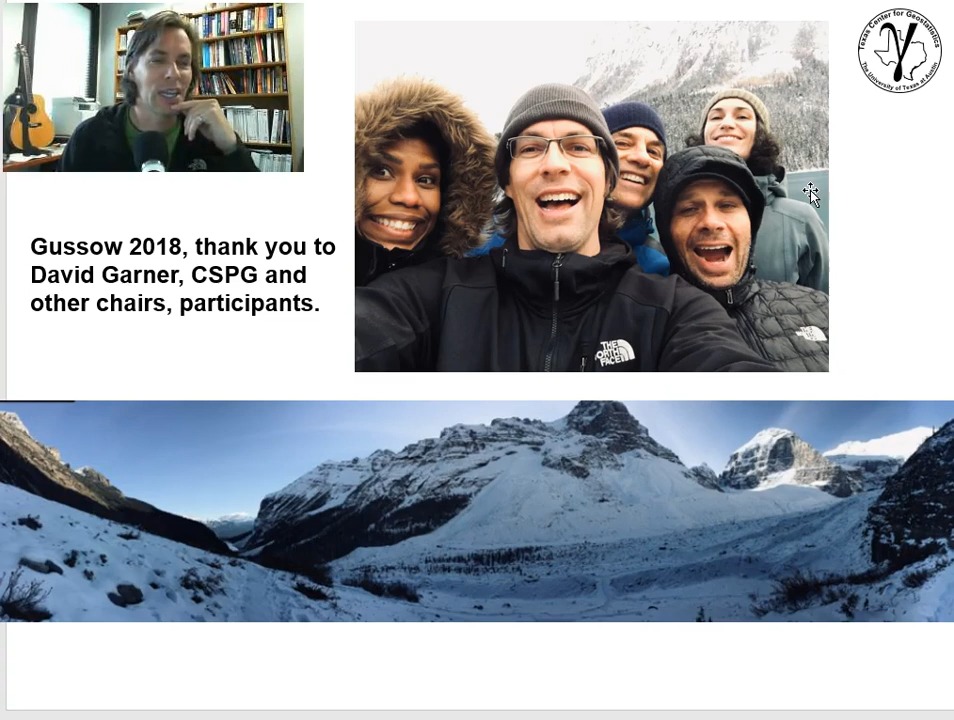 Texas Center for Geostatistics
The University of Texas at Austin
Gussow 2018, thank you to
David Garner, CSPG and
other chairs, participants.
THE
NORTH
FACE